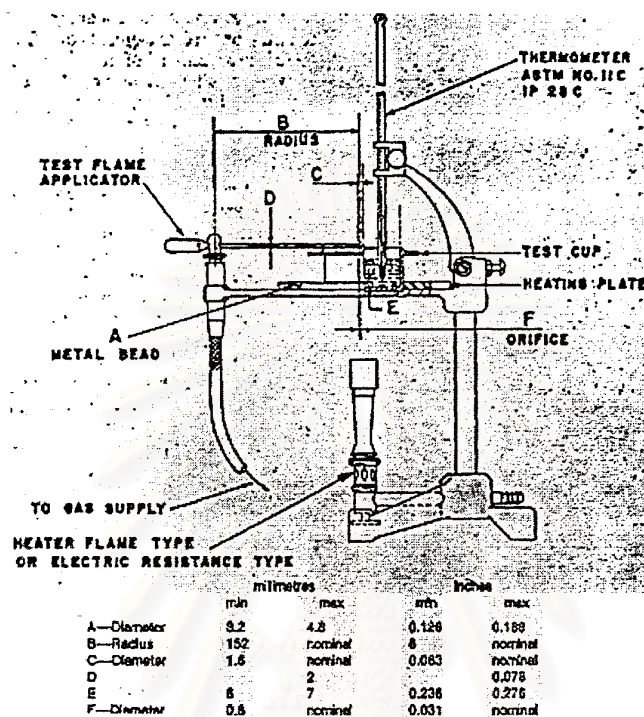 THERMOMETER
ASTM NO. 11C
IP 28 C
B
RADIUS
TEST FLAME
APPLICATOR
C
D
TEST CUP
HEATING PLATE
E
A
METAL BEAD
F
ORIFICE
TO GAS SUPPLY
HEATER FLAME TYPE
OR ELECTRIC RESISTANCE TYPE
millimetres inches
min max min max
A—Diameter 3.2 4.8 0.126 0.189
B—Radius 152 nominal 6 nominal
C—Diameter 1.6 nominal 0.063 nominal
D 2 0.078
E 6 7 0.236 0.276
F—Diameter 0.8 nominal 0.031 nominal